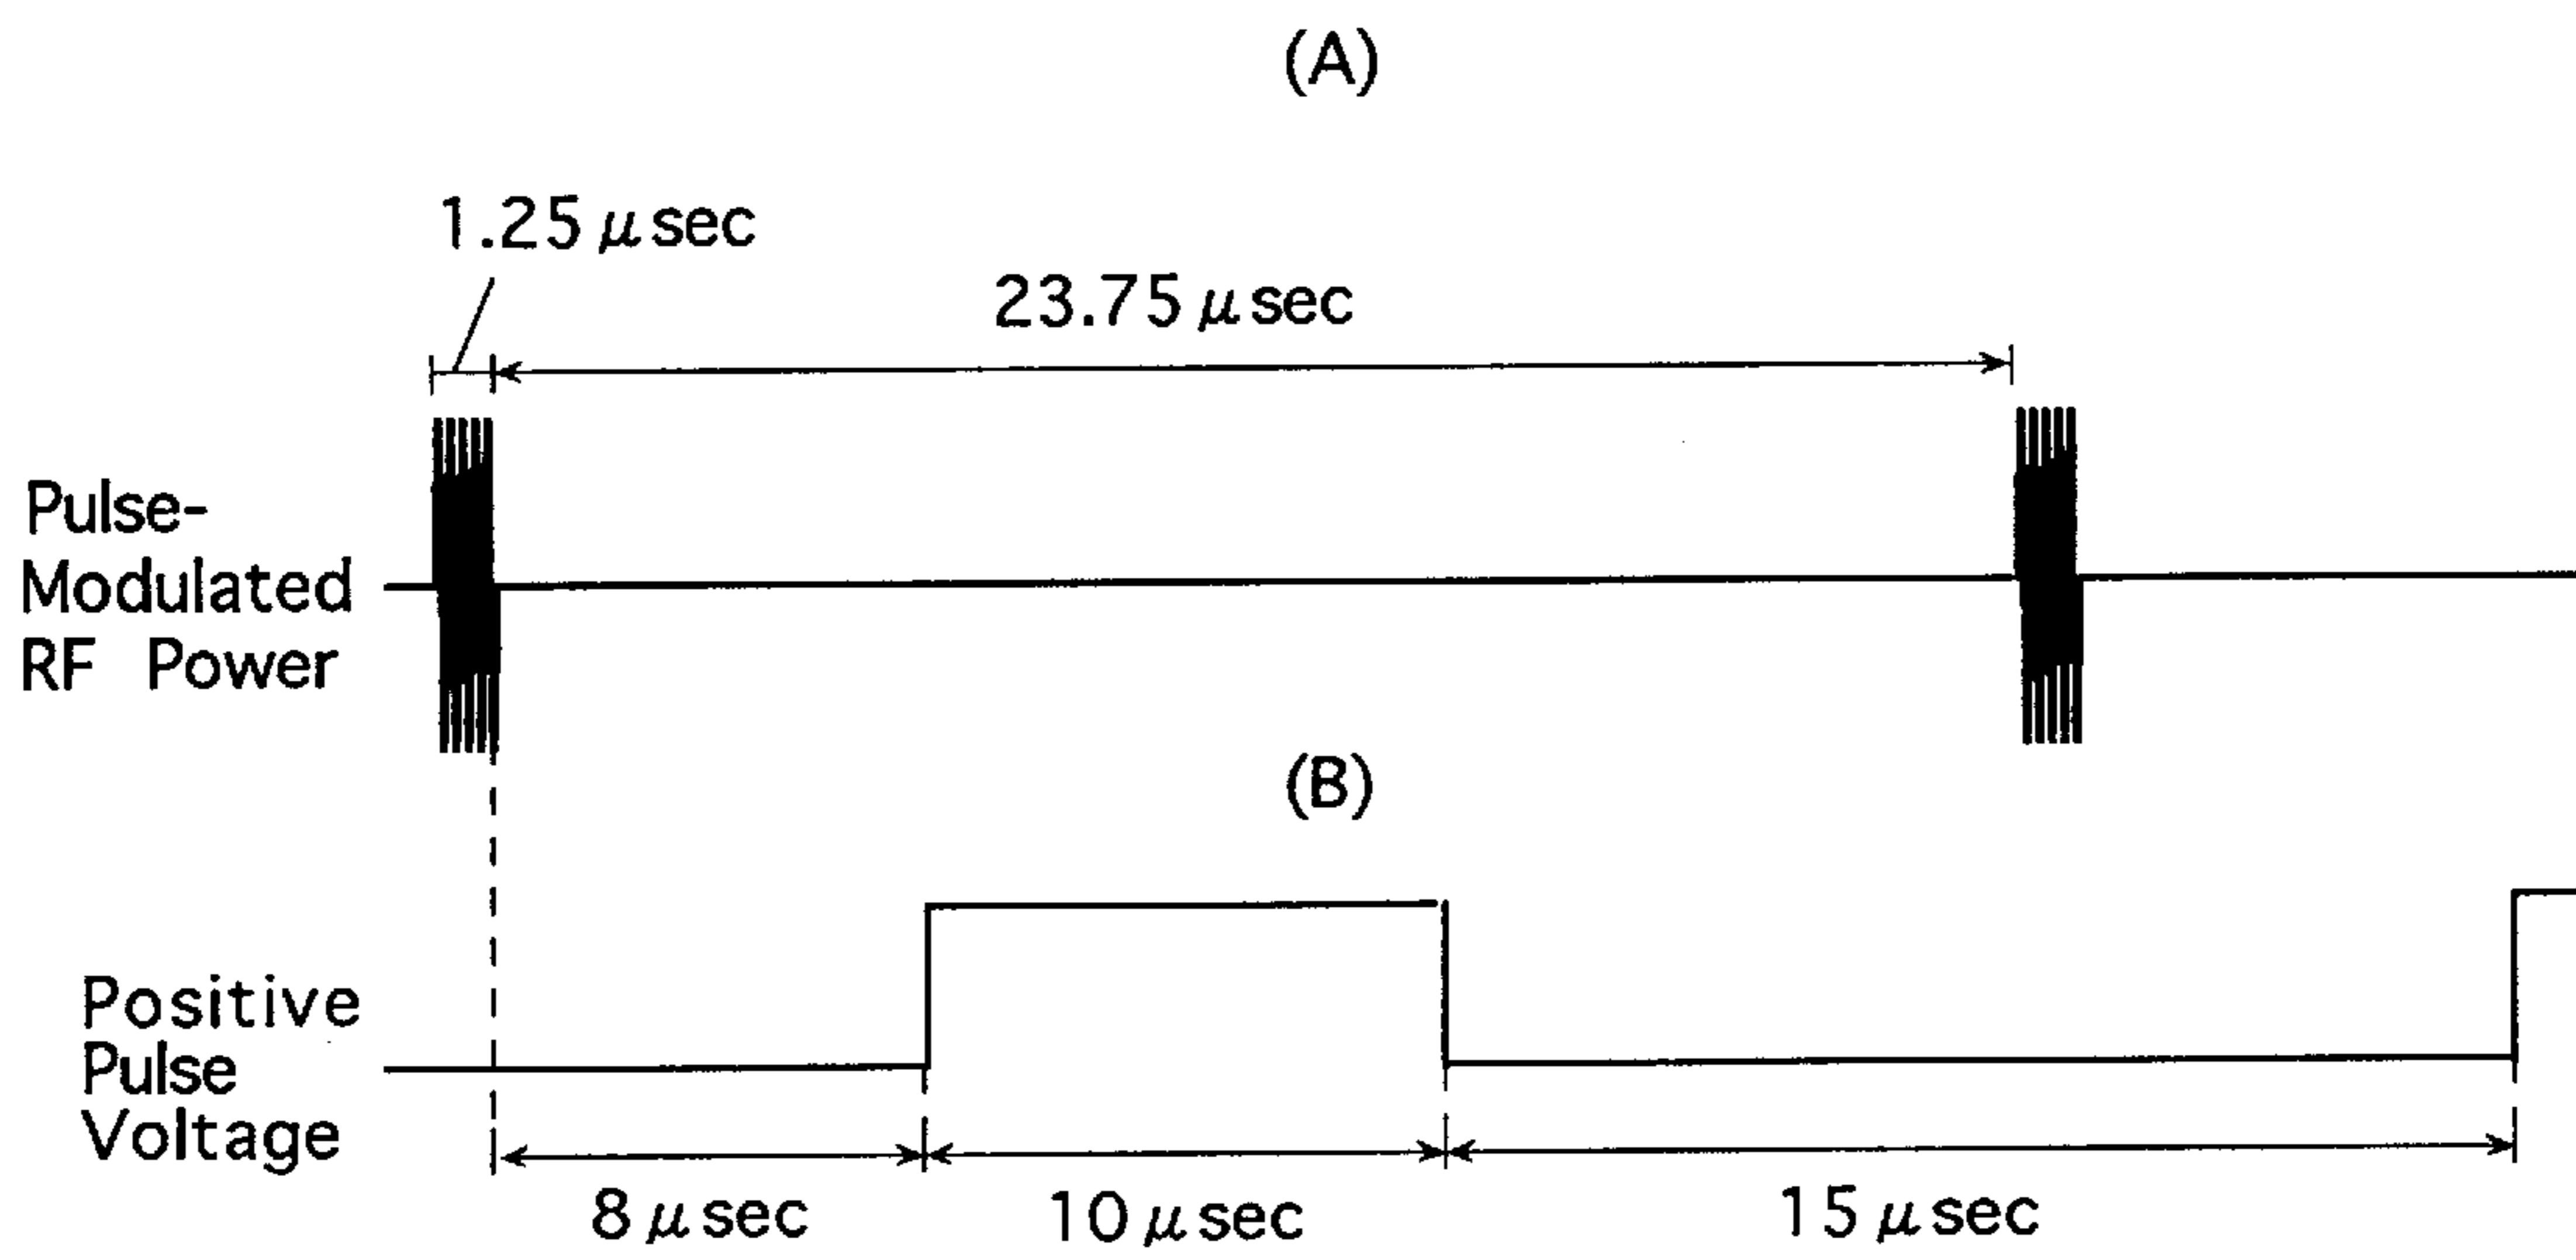 (A)
1.25 μsec
23.75 μsec
Pulse-
Modulated
RF Power
(B)
Positive
Pulse
Voltage
8 μsec
10 μsec
15 μsec